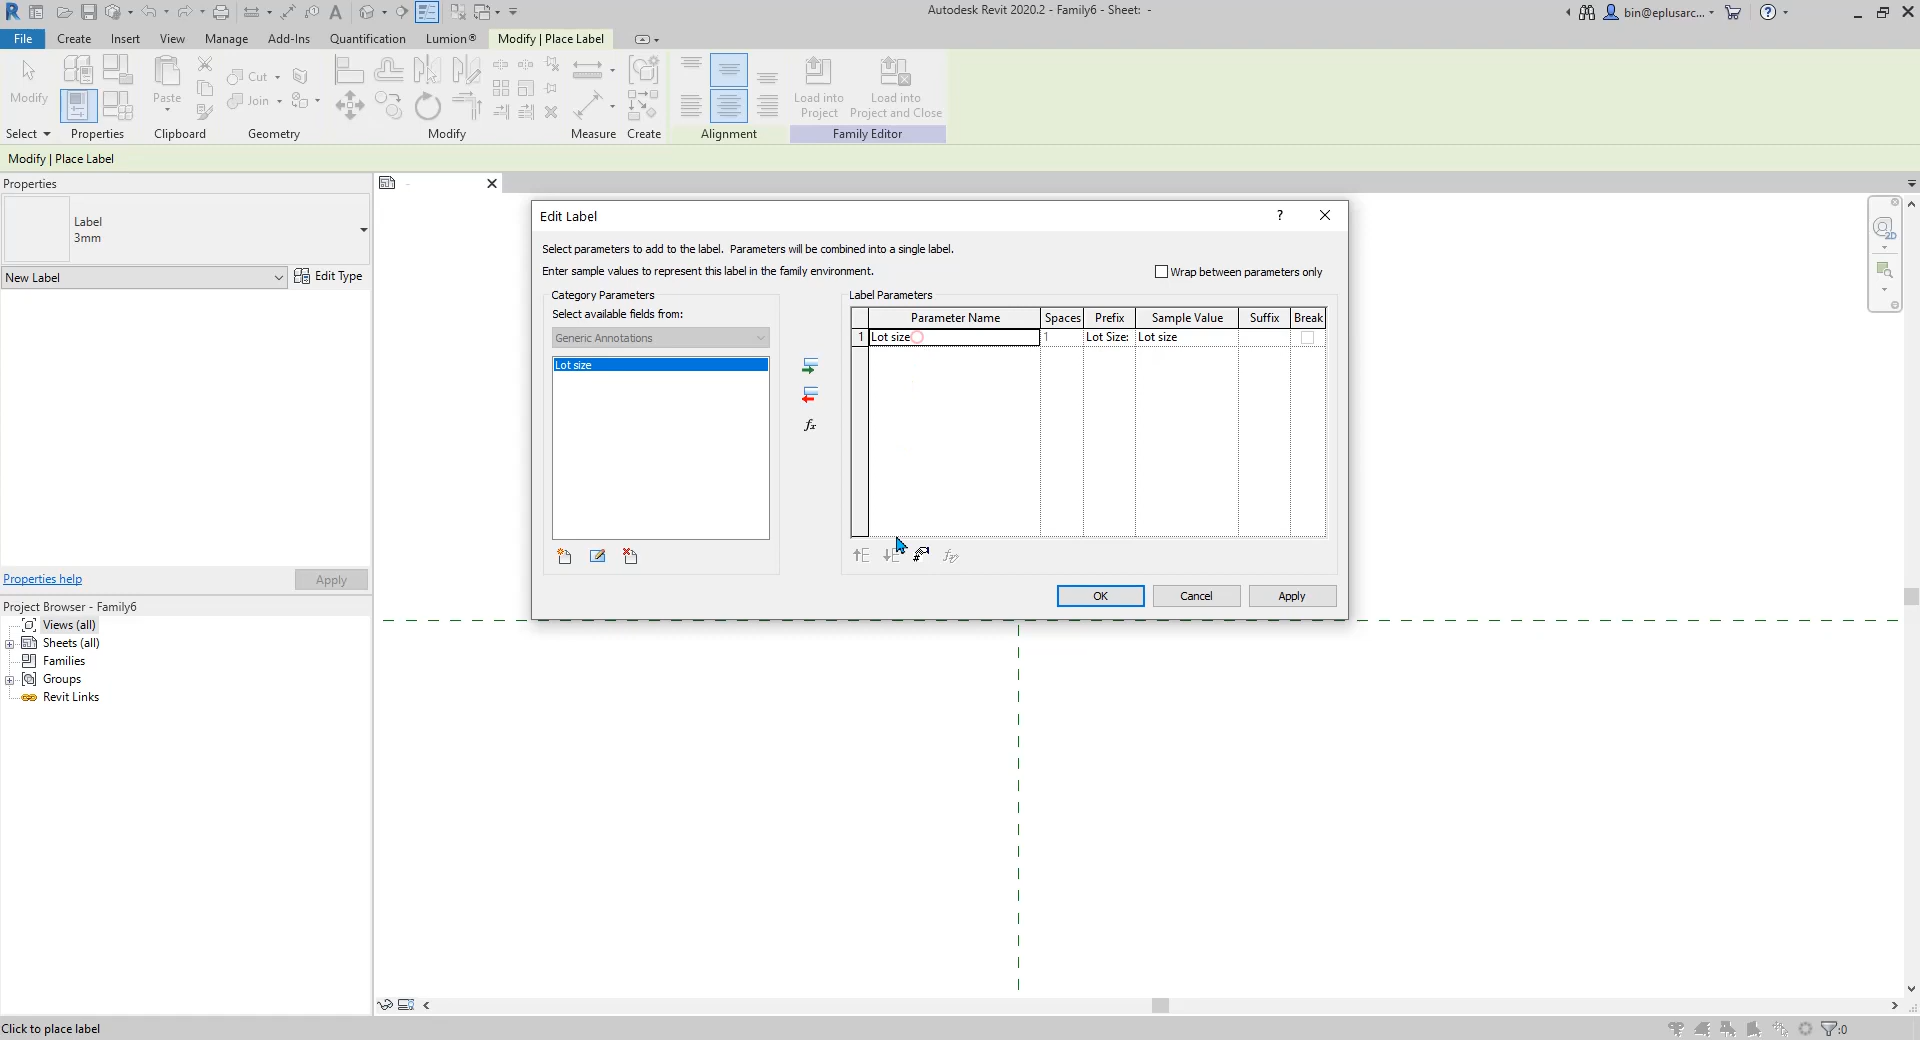 Autodesk Revit 2020.2 - Family6 - Sheet: -
bin@eplusarc...
File Create Insert View Manage Add-Ins Quantification Lumion® Modify | Place Label
Modify
Paste
Cut
Join
Load into Project
Load into Project and Close
Select Properties Clipboard Geometry Modify Measure Create Alignment Family Editor
Modify | Place Label
Properties
-
Label
3mm
New Label
Edit Type
Properties help
Apply
Project Browser - Family6
Views (all)
Sheets (all)
Families
Groups
Revit Links
Edit Label
?
Select parameters to add to the label. Parameters will be combined into a single label.
Enter sample values to represent this label in the family environment.
Wrap between parameters only
Category Parameters
Select available fields from:
Generic Annotations
Lot size
fx
Label Parameters
Parameter Name Spaces Prefix Sample Value Suffix Break
1 Lot size 1 Lot Size: Lot size
OK Cancel Apply
2D
Click to place label
:0